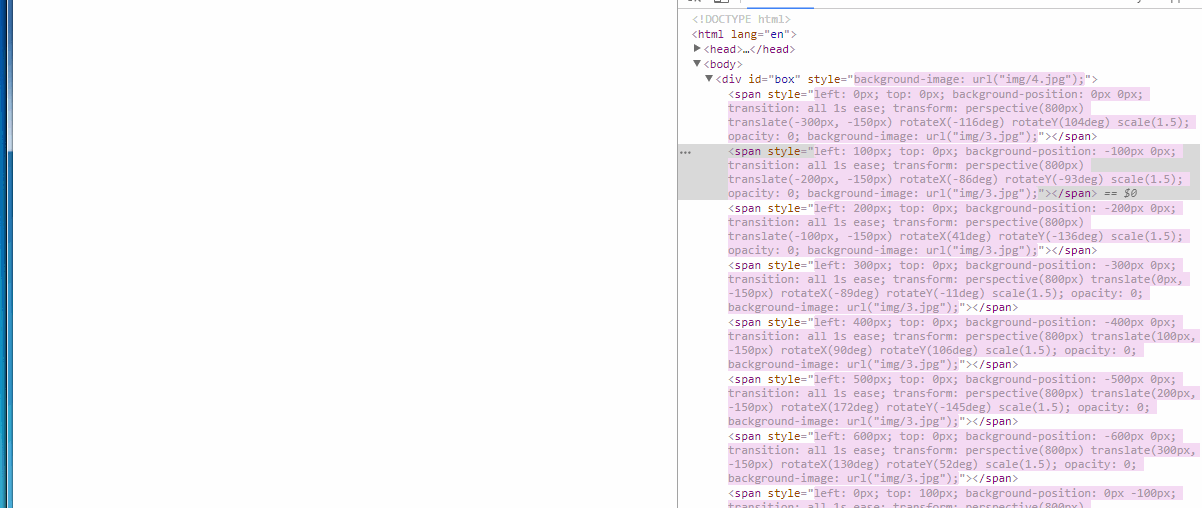 <!DOCTYPE html>
<html lang="en">
▶<head>…</head>
▼<body>
▼<div id="box" style="background-image: url("img/4.jpg");">
<span style="left: 0px; top: 0px; background-position: 0px 0px;
transition: all 1s ease; transform: perspective(800px)
translate(-300px, -150px) rotateX(-116deg) rotateY(104deg) scale(1.5);
opacity: 0; background-image: url("img/3.jpg");"></span>
<span style="left: 100px; top: 0px; background-position: -100px 0px;
transition: all 1s ease; transform: perspective(800px)
translate(-200px, -150px) rotateX(-86deg) rotateY(-93deg) scale(1.5);
opacity: 0; background-image: url("img/3.jpg");"></span> == $0
<span style="left: 200px; top: 0px; background-position: -200px 0px;
transition: all 1s ease; transform: perspective(800px)
translate(-100px, -150px) rotateX(41deg) rotateY(-136deg) scale(1.5);
opacity: 0; background-image: url("img/3.jpg");"></span>
<span style="left: 300px; top: 0px; background-position: -300px 0px;
transition: all 1s ease; transform: perspective(800px) translate(0px,
-150px) rotateX(-89deg) rotateY(-11deg) scale(1.5); opacity: 0;
background-image: url("img/3.jpg");"></span>
<span style="left: 400px; top: 0px; background-position: -400px 0px;
transition: all 1s ease; transform: perspective(800px) translate(100px,
-150px) rotateX(90deg) rotateY(106deg) scale(1.5); opacity: 0;
background-image: url("img/3.jpg");"></span>
<span style="left: 500px; top: 0px; background-position: -500px 0px;
transition: all 1s ease; transform: perspective(800px) translate(200px,
-150px) rotateX(172deg) rotateY(-145deg) scale(1.5); opacity: 0;
background-image: url("img/3.jpg");"></span>
<span style="left: 600px; top: 0px; background-position: -600px 0px;
transition: all 1s ease; transform: perspective(800px) translate(300px,
-150px) rotateX(130deg) rotateY(52deg) scale(1.5); opacity: 0;
background-image: url("img/3.jpg");"></span>
<span style="left: 0px; top: 100px; background-position: 0px -100px;
transition: all 1s ease; transform: perspective(800px)